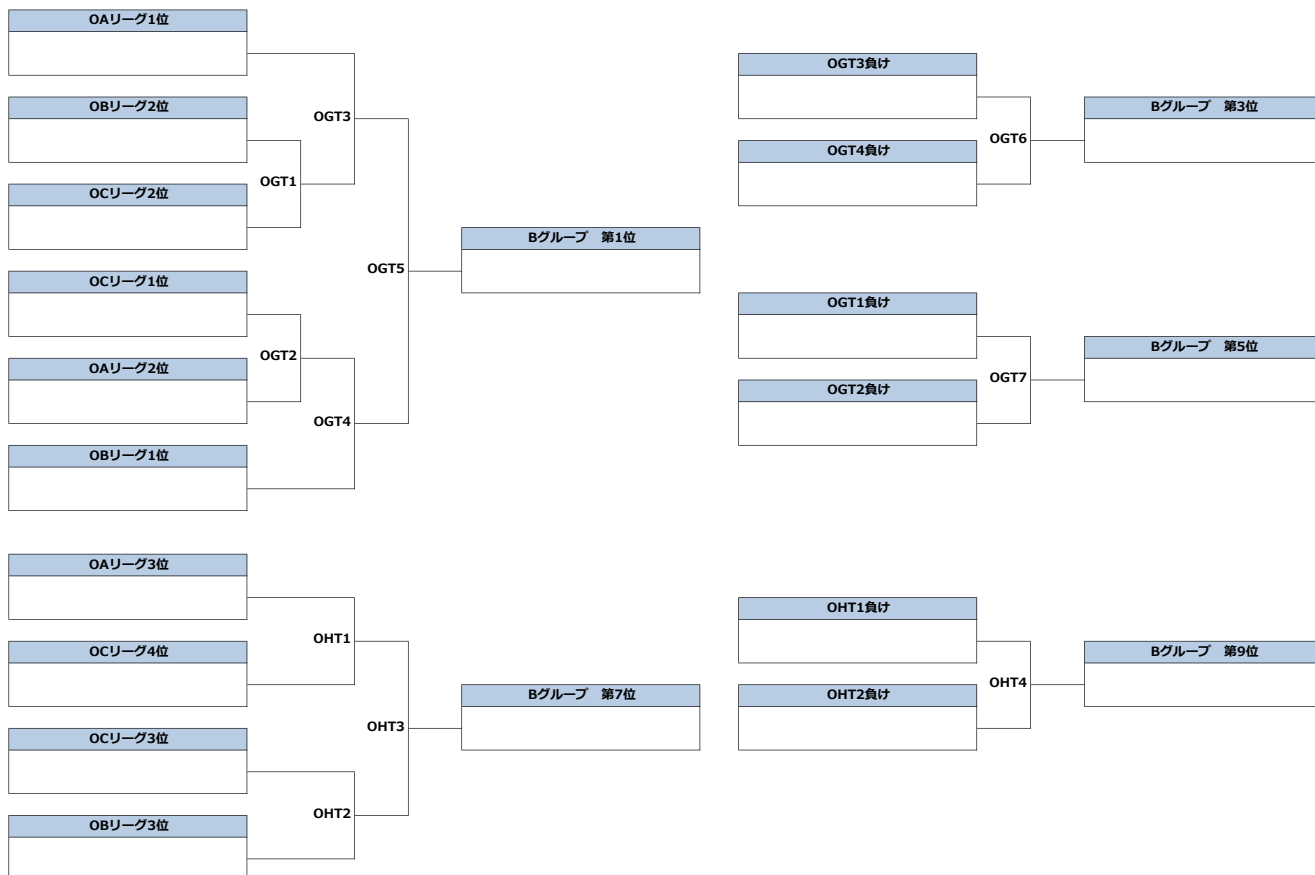 OAリーグ1位
OBリーグ2位
OGT3
OGT1
OCリーグ2位
OCリーグ1位
OGT5
Bグループ　第1位
OGT2
OAリーグ2位
OGT4
OBリーグ1位
OGT3負け
OGT6
Bグループ　第3位
OGT4負け
OGT1負け
OGT7
Bグループ　第5位
OGT2負け
OAリーグ3位
OHT1
OCリーグ4位
OHT3
Bグループ　第7位
OCリーグ3位
OHT2
OBリーグ3位
OHT1負け
OHT4
Bグループ　第9位
OHT2負け